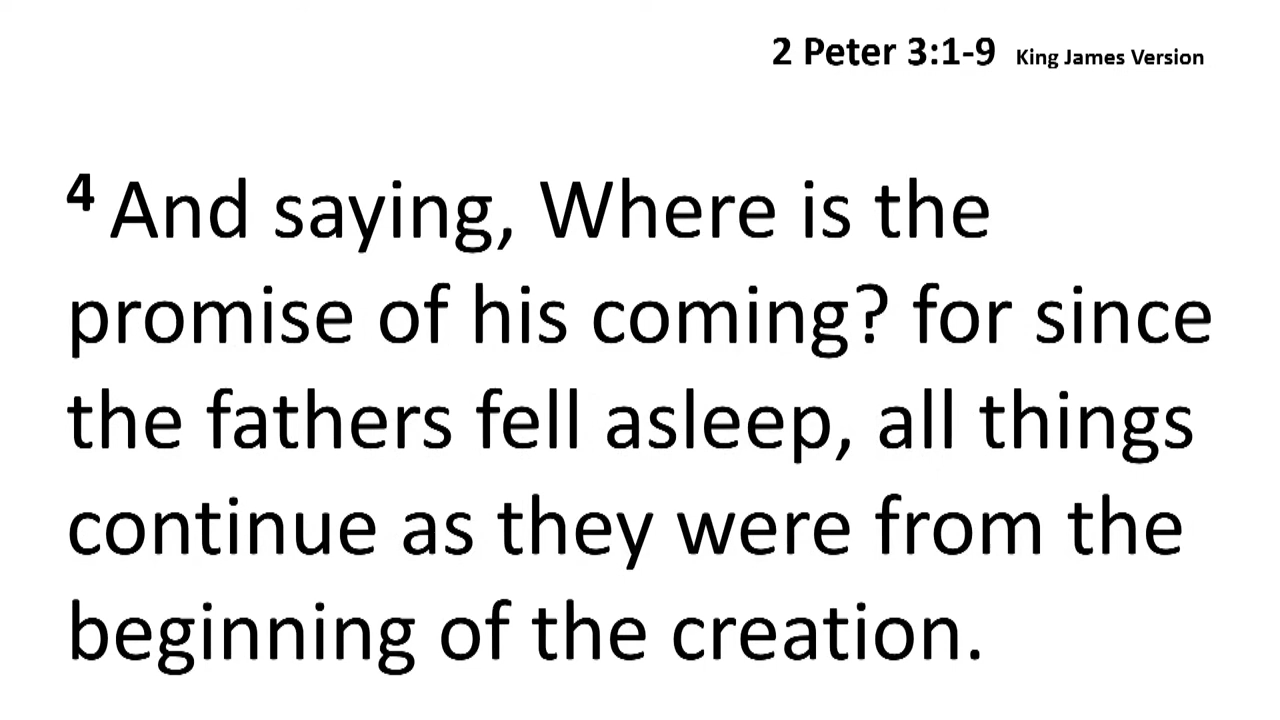 2 Peter 3:1-9 King James Version
4 And saying, Where is the
promise of his coming? for since
the fathers fell asleep, all things
continue as they were from the
beginning of the creation.